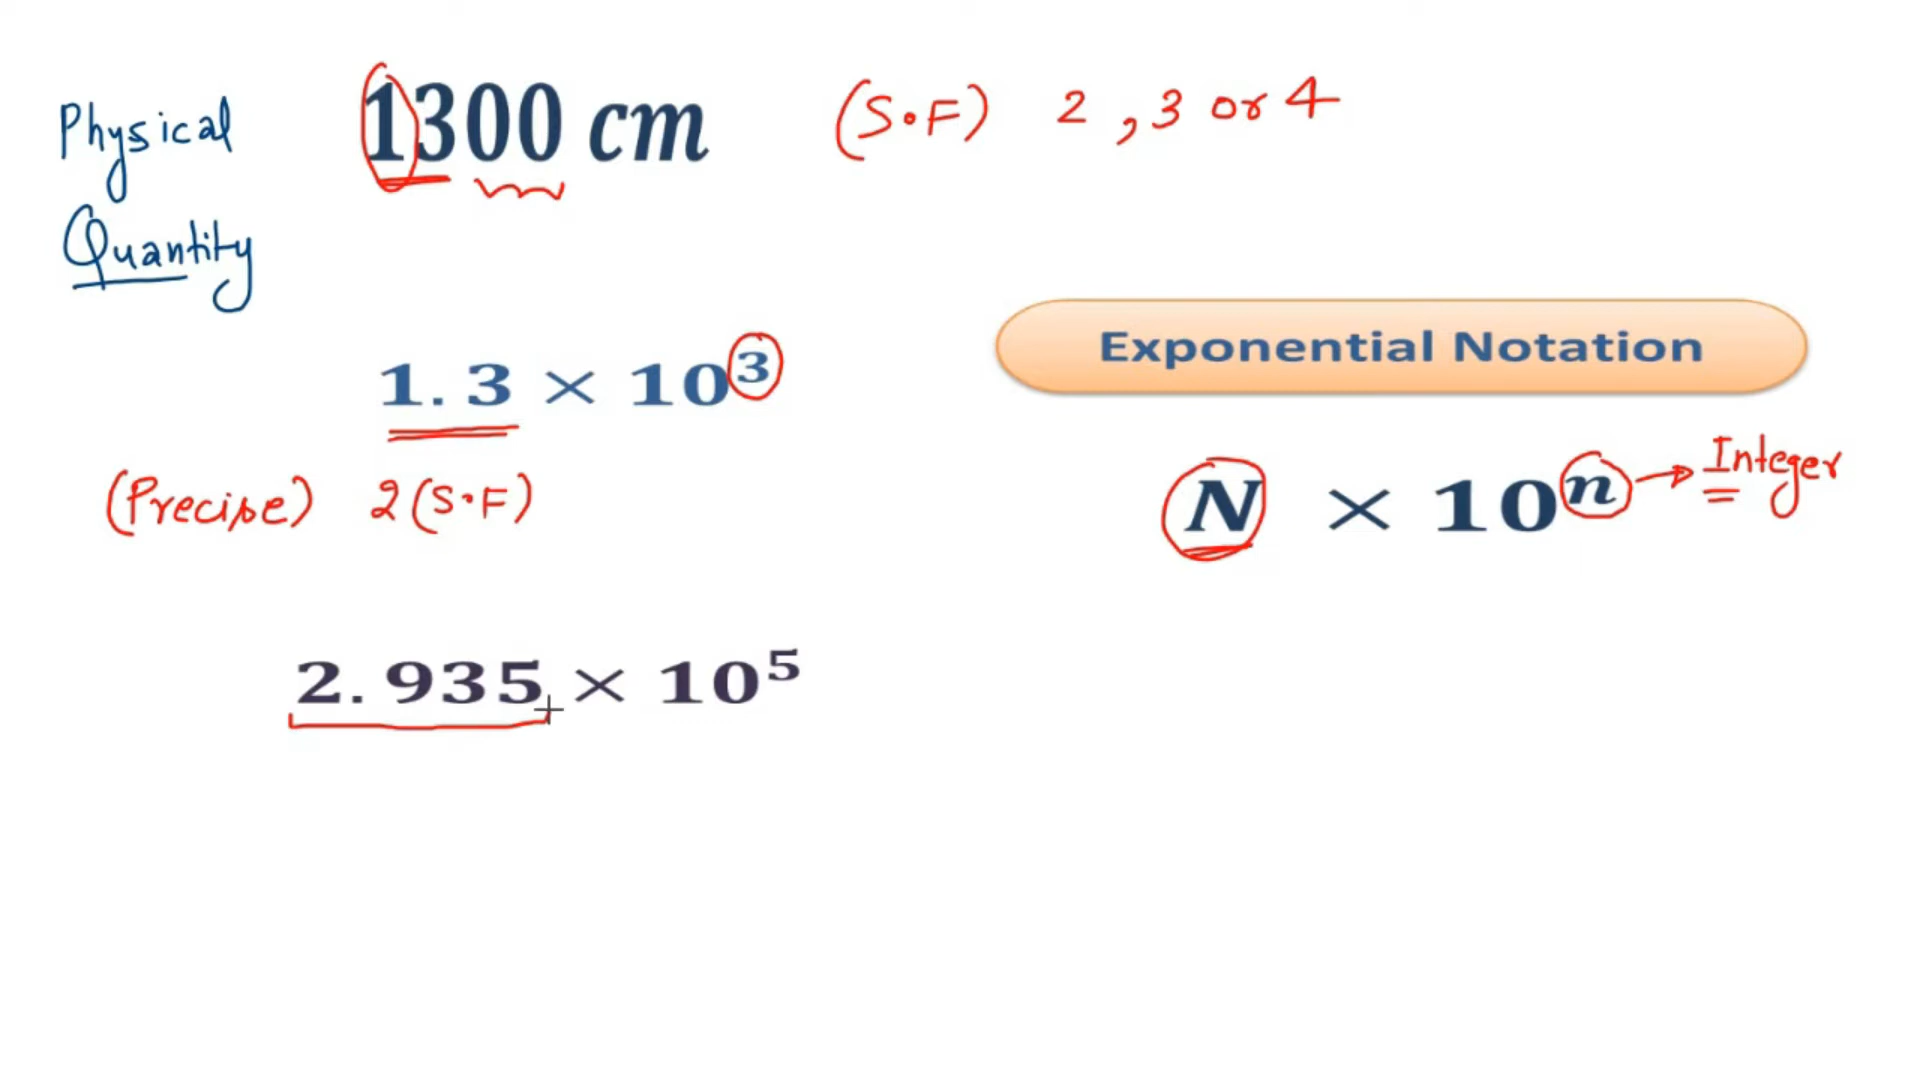 Physical 1300 cm (S.F) 2 , 3 or 4
Quantity
1.3 × 10³
Exponential Notation
(Precise) 2 (S.F)
N × 10ⁿ → Integer
2.935 × 10⁵